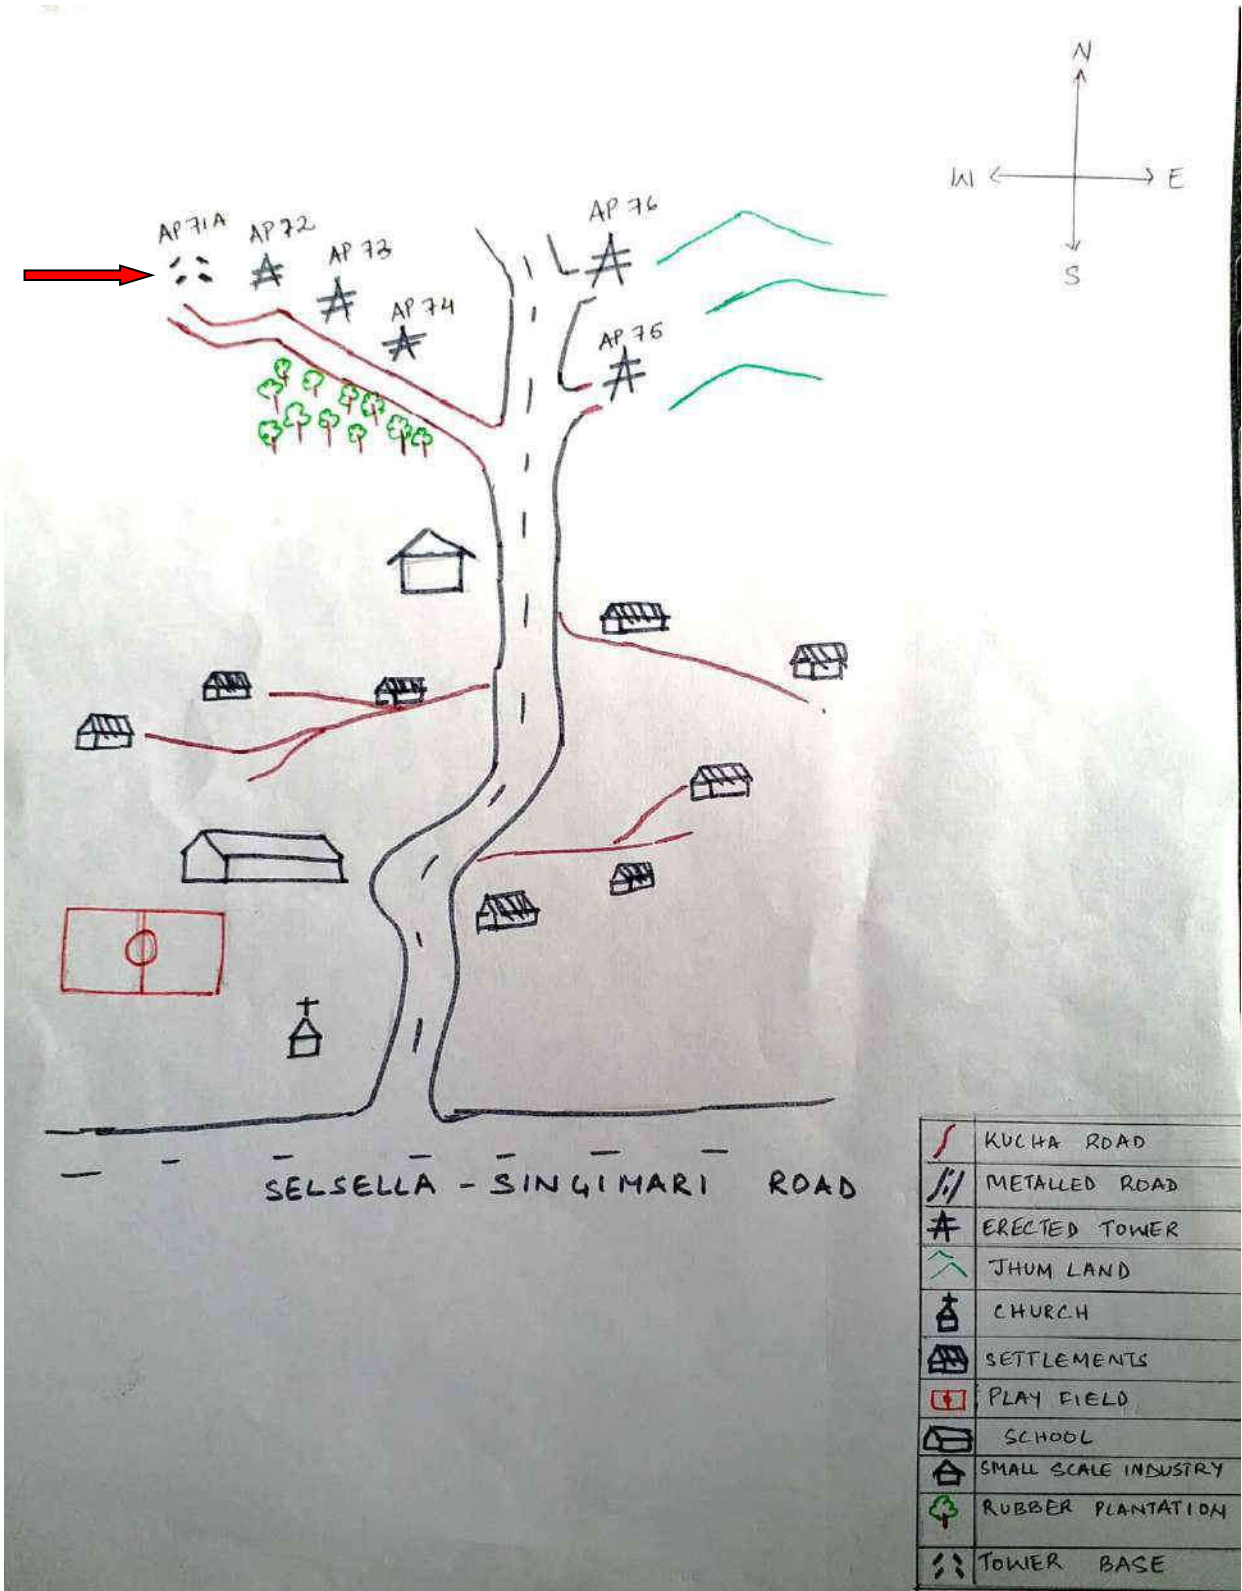 N
W E
S
AP 71A
AP 72
AP 73
AP 74
AP 76
AP 75
SELSELLA - SINGIMARI ROAD
KUCHA ROAD
METALLED ROAD
ERECTED TOWER
JHUM LAND
CHURCH
SETTLEMENTS
PLAY FIELD
SCHOOL
SMALL SCALE INDUSTRY
RUBBER PLANTATION
TOWER BASE